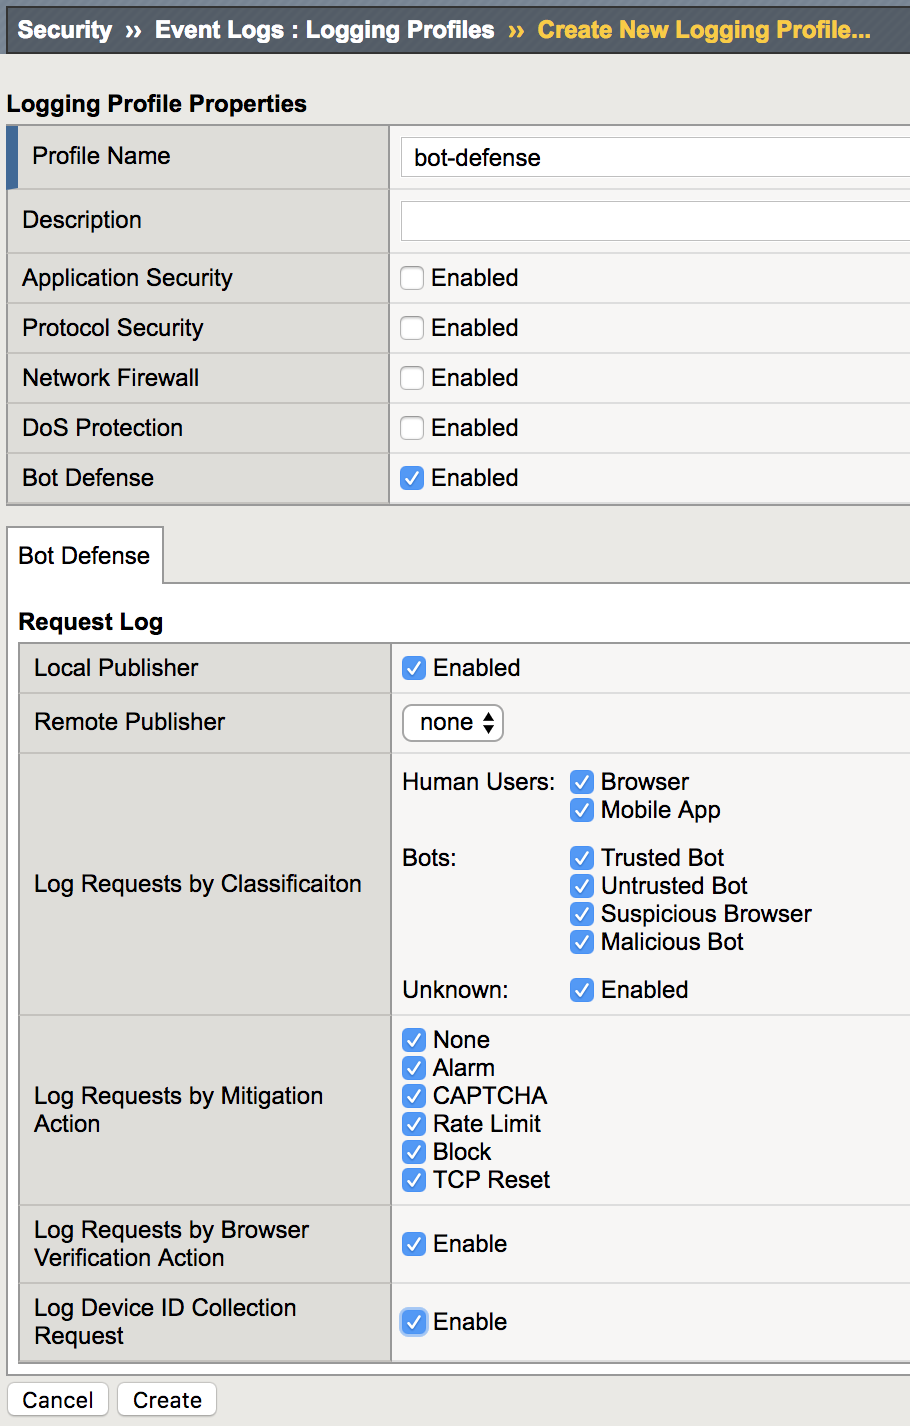 Security ›› Event Logs : Logging Profiles ›› Create New Logging Profile...
Logging Profile Properties
Profile Name bot-defense
Description
Application Security Enabled
Protocol Security Enabled
Network Firewall Enabled
DoS Protection Enabled
Bot Defense Enabled
Bot Defense
Request Log
Local Publisher Enabled
Remote Publisher none
Log Requests by Classificaiton
Human Users: Browser
Mobile App
Bots: Trusted Bot
Untrusted Bot
Suspicious Browser
Malicious Bot
Unknown: Enabled
Log Requests by Mitigation
Action
None
Alarm
CAPTCHA
Rate Limit
Block
TCP Reset
Log Requests by Browser
Verification Action
Enable
Log Device ID Collection
Request
Enable
Cancel Create